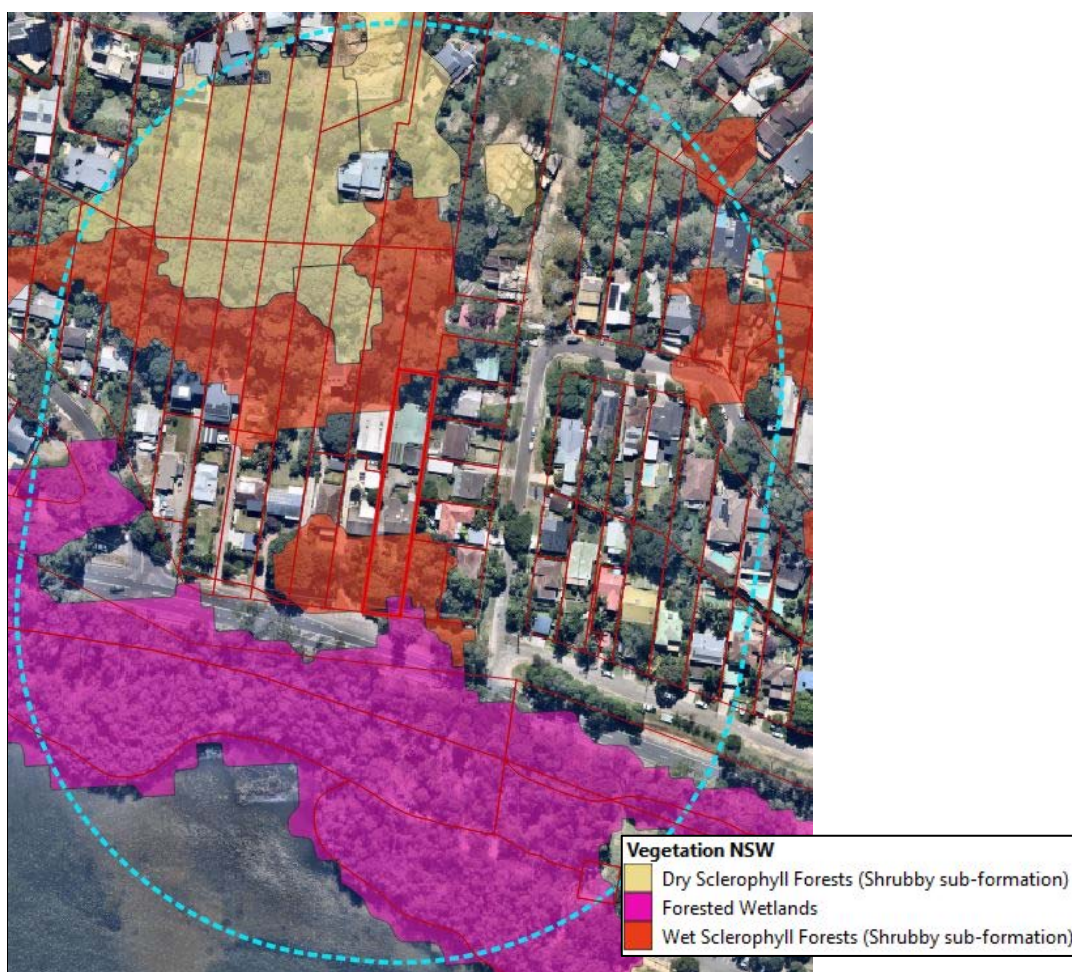 Vegetation NSW
Dry Sclerophyll Forests (Shrubby sub-formation)
Forested Wetlands
Wet Sclerophyll Forests (Shrubby sub-formation)